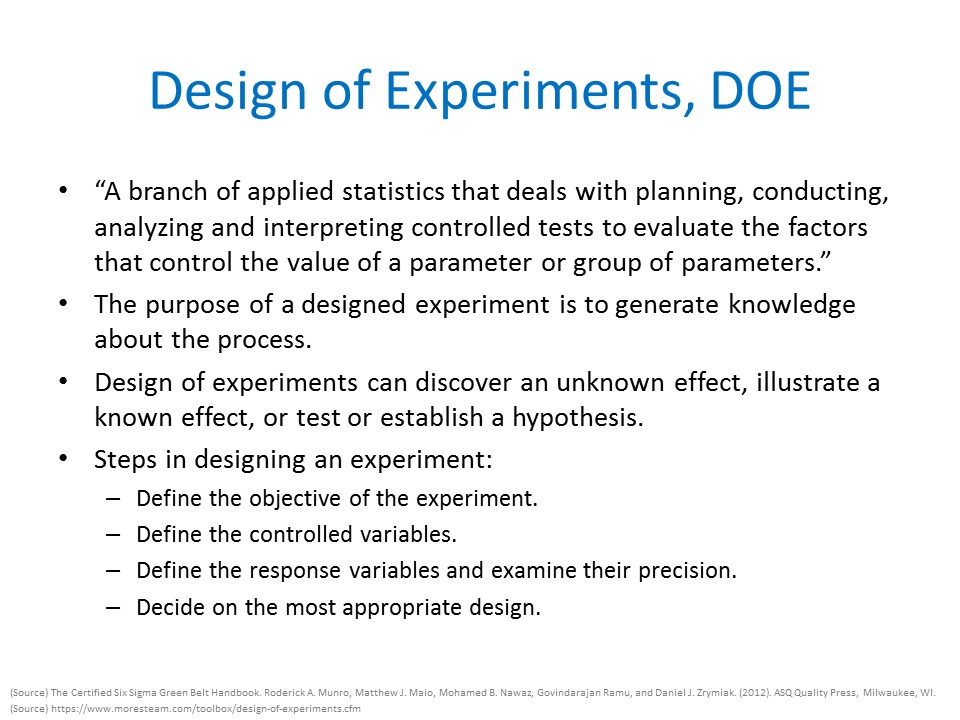 Design of Experiments, DOE
• “A branch of applied statistics that deals with planning, conducting,
analyzing and interpreting controlled tests to evaluate the factors
that control the value of a parameter or group of parameters.”
• The purpose of a designed experiment is to generate knowledge
about the process.
• Design of experiments can discover an unknown effect, illustrate a
known effect, or test or establish a hypothesis.
• Steps in designing an experiment:
– Define the objective of the experiment.
– Define the controlled variables.
– Define the response variables and examine their precision.
– Decide on the most appropriate design.
(Source) The Certified Six Sigma Green Belt Handbook. Roderick A. Munro, Matthew J. Maio, Mohamed B. Nawaz, Govindarajan Ramu, and Daniel J. Zrymiak. (2012). ASQ Quality Press, Milwaukee, WI.
(Source) https://www.moresteam.com/toolbox/design-of-experiments.cfm